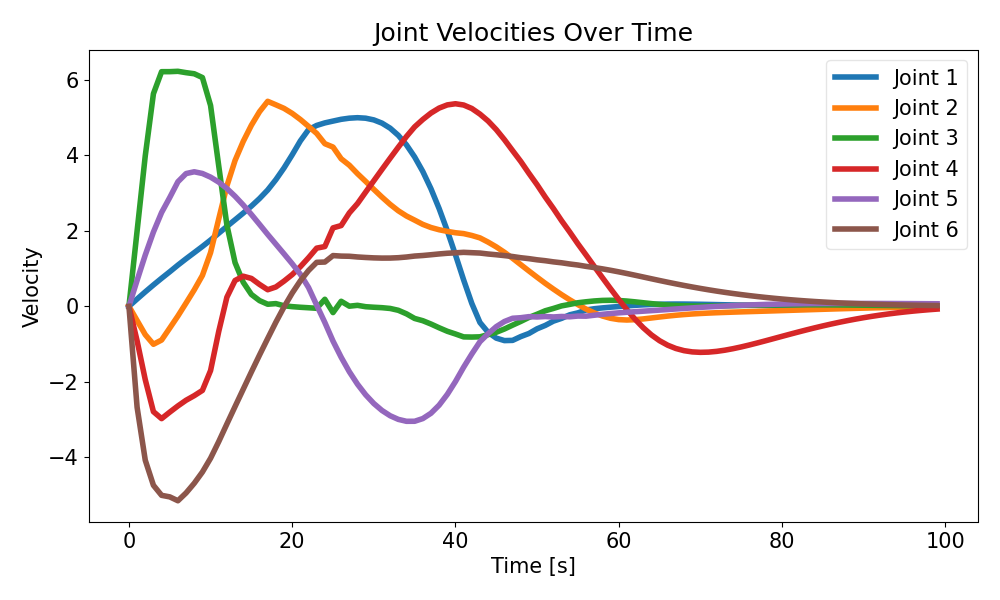 Joint Velocities Over Time
Velocity
6
4
2
0
−2
−4
Joint 1
Joint 2
Joint 3
Joint 4
Joint 5
Joint 6
0 20 40 60 80 100
Time [s]